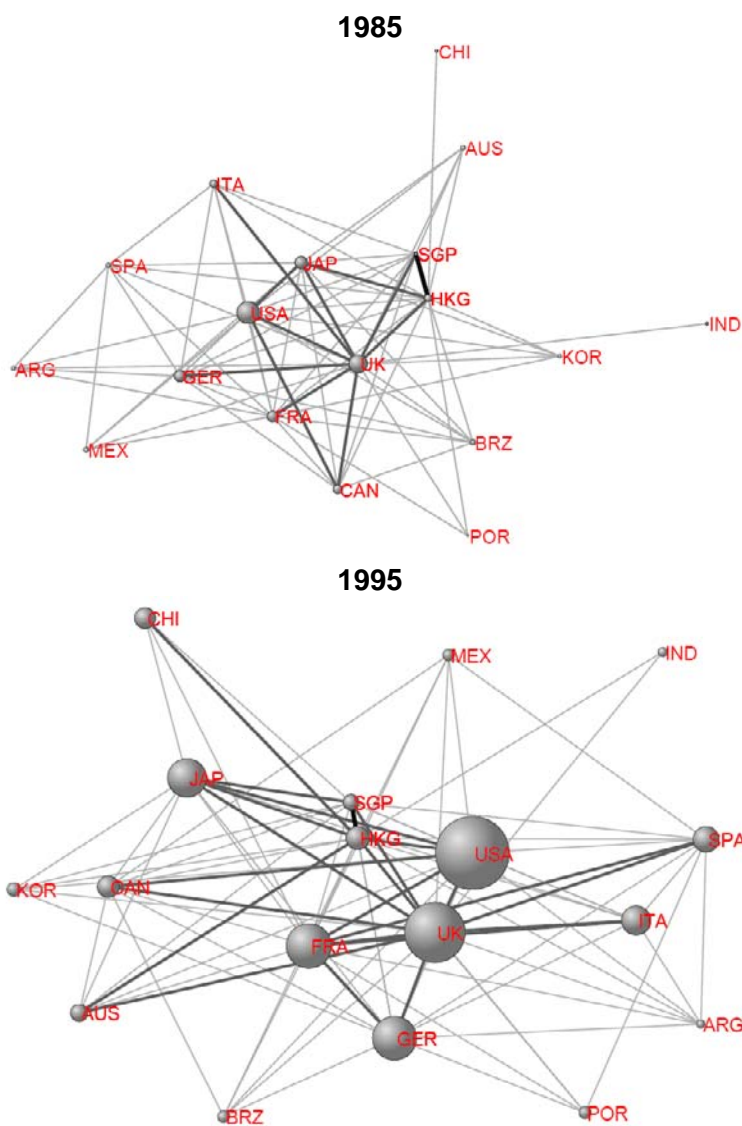 1985
CHI
AUS
ITA
SGP
SPA
JAP
HKG
USA
IND
KOR
UK
ARG
GER
FRA
BRZ
MEX
CAN
POR
1995
CHI
MEX
IND
JAP
SGP
HKG
SPA
USA
KOR
CAN
ITA
UK
FRA
AUS
ARG
GER
BRZ
POR